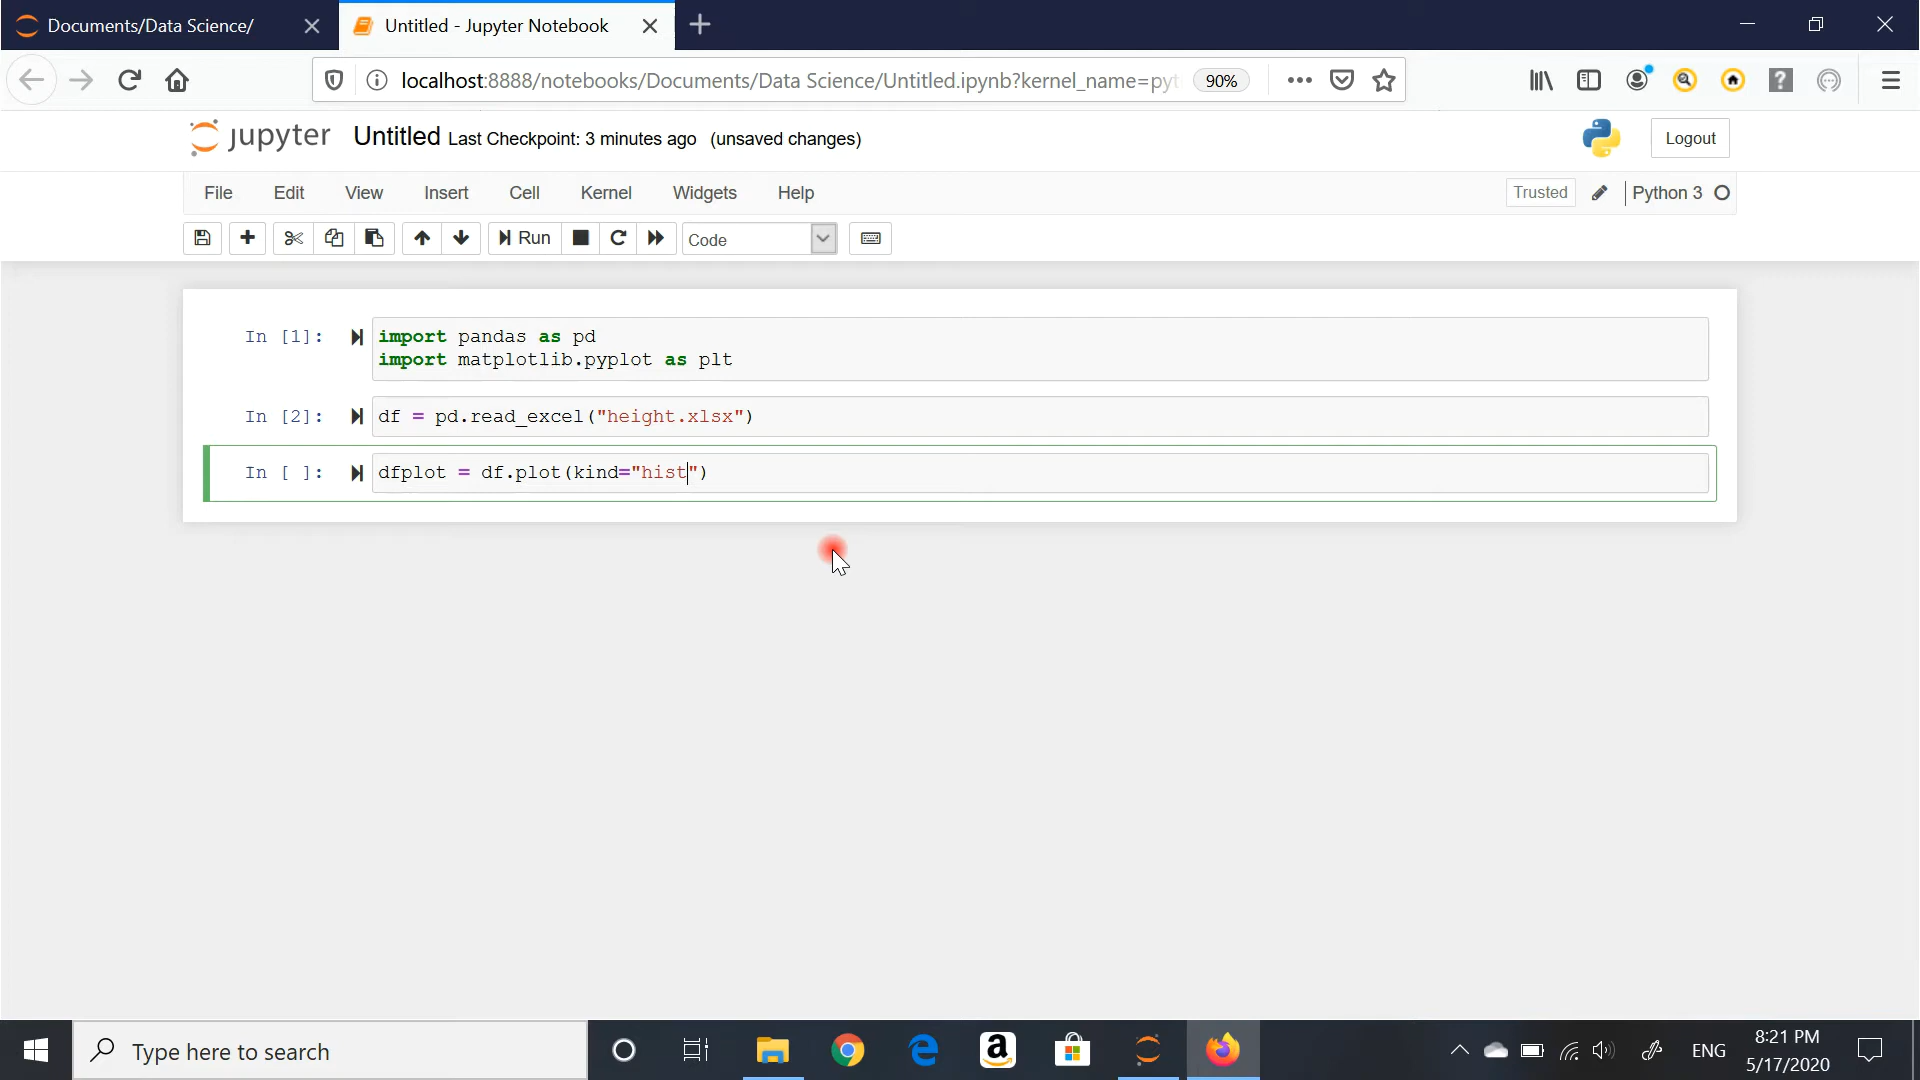 Documents/Data Science/
Untitled - Jupyter Notebook
localhost:8888/notebooks/Documents/Data Science/Untitled.ipynb?kernel_name=pyt
90%
jupyter Untitled Last Checkpoint: 3 minutes ago (unsaved changes)
Logout
File Edit View Insert Cell Kernel Widgets Help
Trusted Python 3
Run Code
In [1]: import pandas as pd
import matplotlib.pyplot as plt
In [2]: df = pd.read_excel("height.xlsx")
In [ ]: dfplot = df.plot(kind="hist")
Type here to search
a
ENG
8:21 PM
5/17/2020